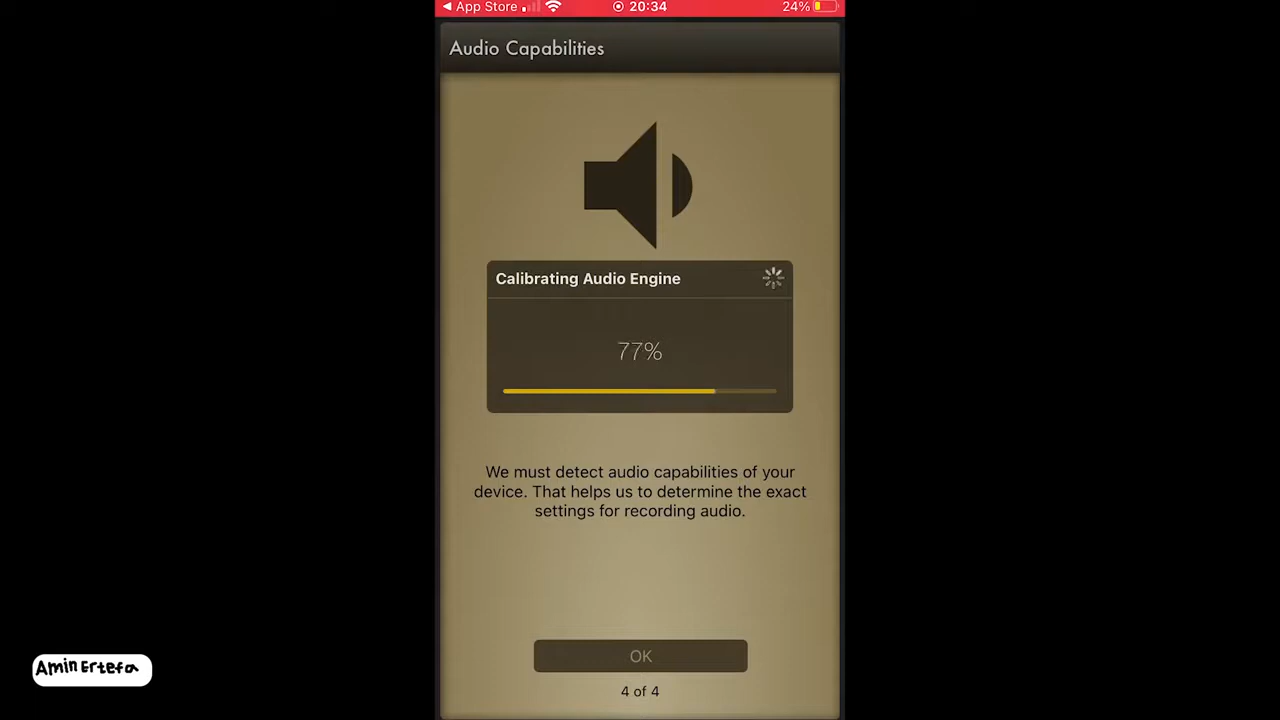 App Store 20:34 24%
Audio Capabilities
Calibrating Audio Engine
77%
We must detect audio capabilities of your
device. That helps us to determine the exact
settings for recording audio.
OK
4 of 4
Amin Ertefa